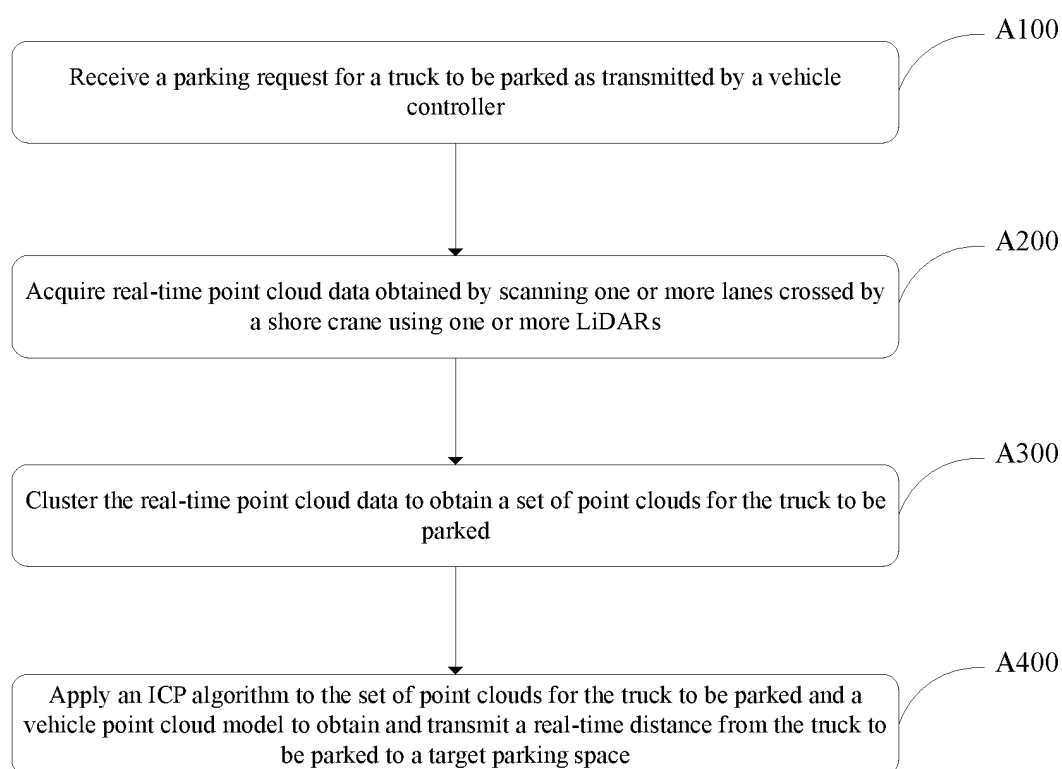 A100
Receive a parking request for a truck to be parked as transmitted by a vehicle
controller
A200
Acquire real-time point cloud data obtained by scanning one or more lanes crossed by
a shore crane using one or more LiDARs
A300
Cluster the real-time point cloud data to obtain a set of point clouds for the truck to be
parked
A400
Apply an ICP algorithm to the set of point clouds for the truck to be parked and a
vehicle point cloud model to obtain and transmit a real-time distance from the truck to
be parked to a target parking space